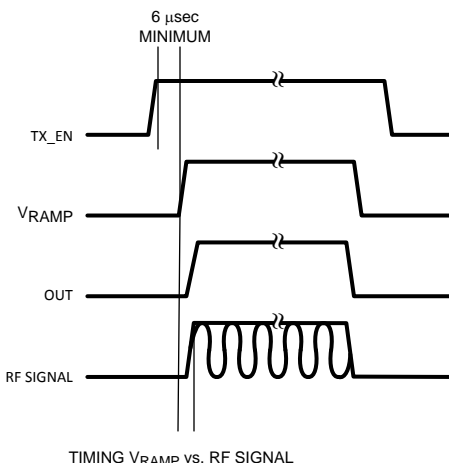 6 μsec
MINIMUM
TX_EN
VRAMP
OUT
RF SIGNAL
TIMING VRAMP vs. RF SIGNAL